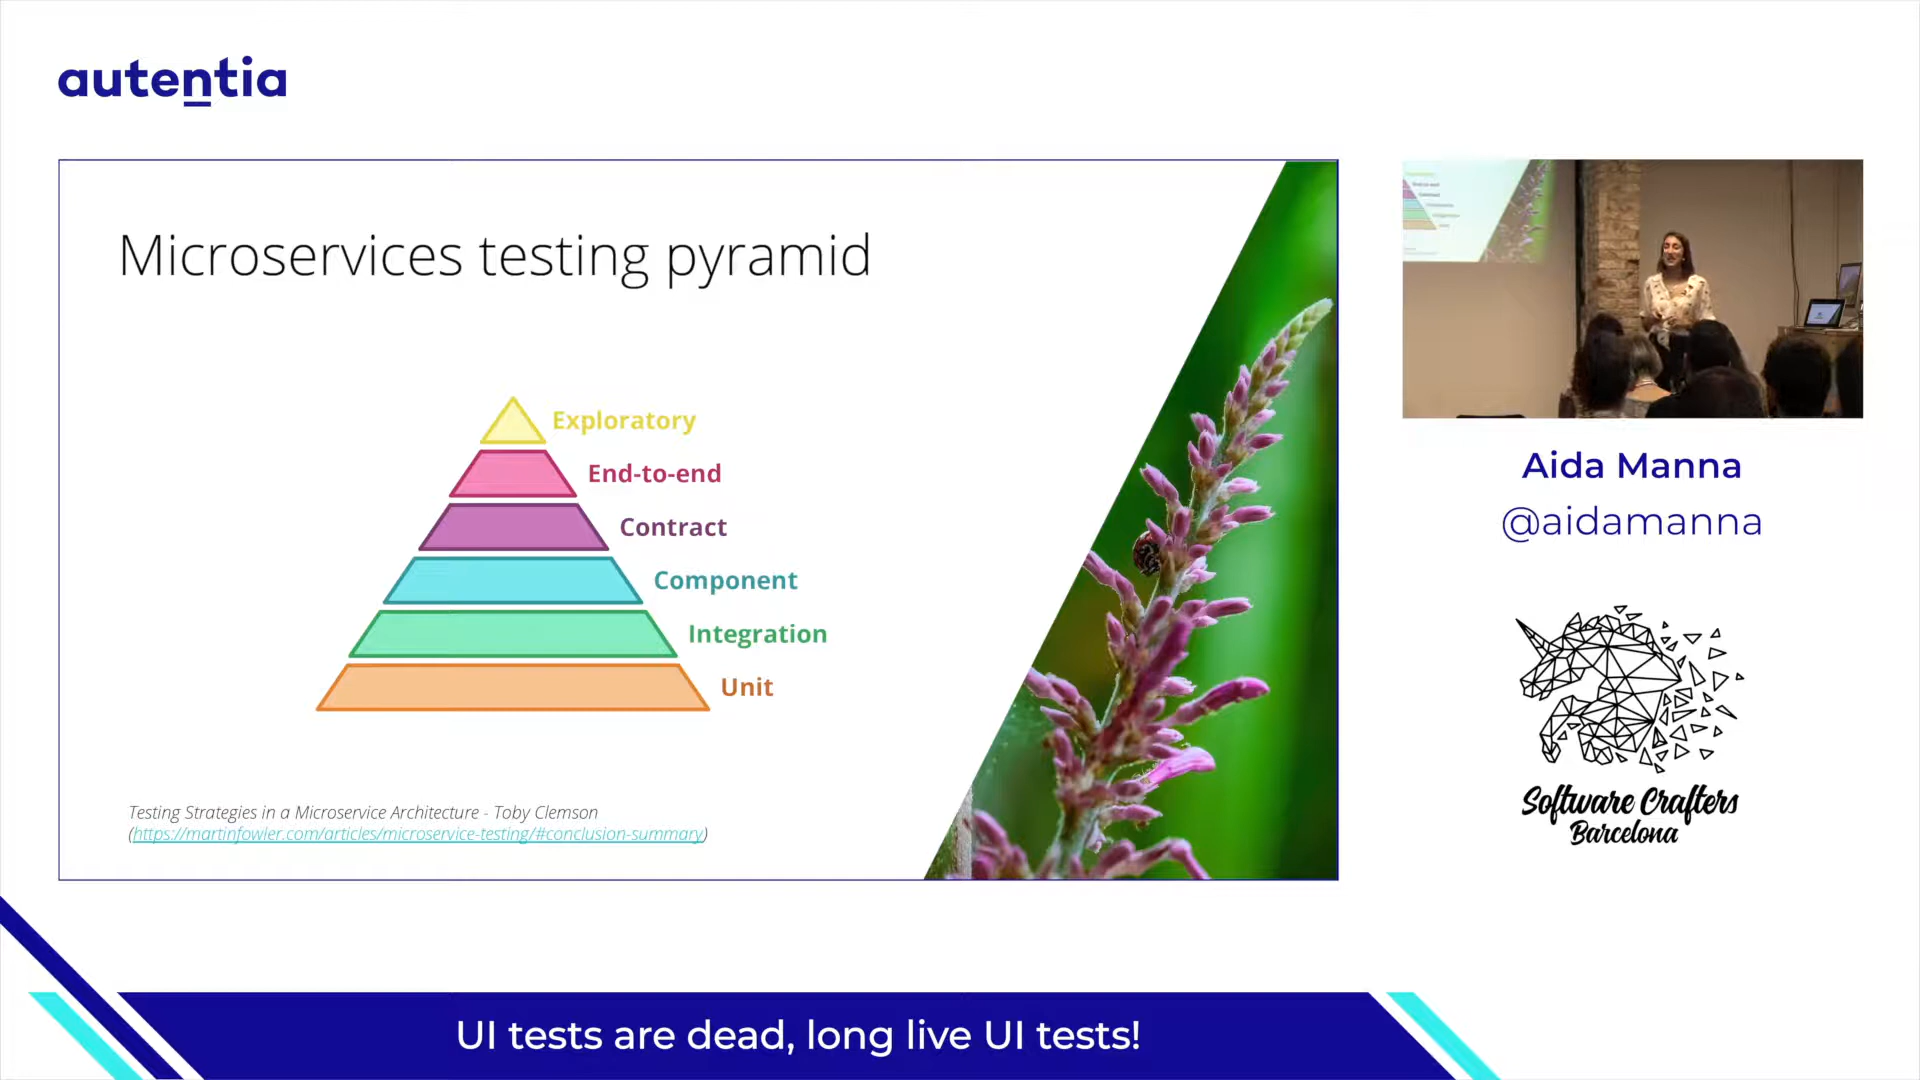 autentia
Microservices testing pyramid
Exploratory
End-to-end
Contract
Component
Integration
Unit
Testing Strategies in a Microservice Architecture - Toby Clemson
(https://martinfowler.com/articles/microservice-testing/#conclusion-summary)
Aida Manna
@aidamanna
Software Crafters
Barcelona
UI tests are dead, long live UI tests!